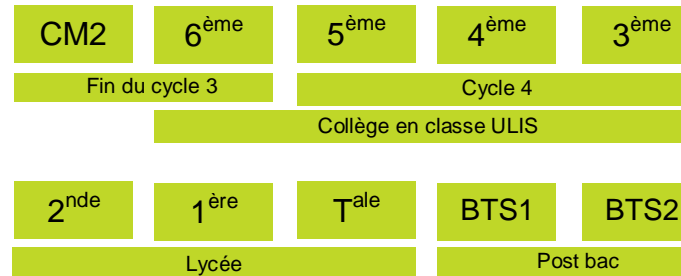 CM2 6ème 5ème 4ème 3ème
Fin du cycle 3 Cycle 4
Collège en classe ULIS
2nde 1ère Tale BTS1 BTS2
Lycée Post bac